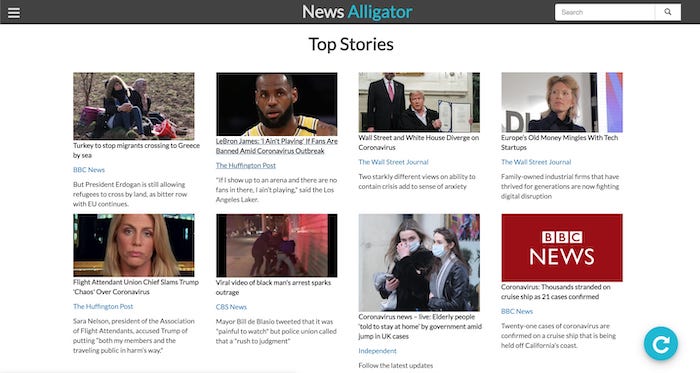 News Alligator
Search
Top Stories
Turkey to stop migrants crossing to Greece
by sea
BBC News
But President Erdogan is still allowing
refugees to cross by land, as bitter row
with EU continues.
LeBron James: 'I Ain't Playing' If Fans Are
Banned Amid Coronavirus Outbreak
The Huffington Post
"If I show up to an arena and there are no
fans in there, I ain't playing," said the Los
Angeles Laker.
Wall Street and White House Diverge on
Coronavirus
The Wall Street Journal
Two starkly different views on ability to
contain crisis add to sense of anxiety
Europe's Old Money Mingles With Tech
Startups
The Wall Street Journal
Family-owned industrial firms that have
thrived for generations are now fighting
digital disruption
Flight Attendant Union Chief Slams Trump
'Chaos' Over Coronavirus
The Huffington Post
Sara Nelson, president of the Association
of Flight Attendants, accused Trump of
putting "both my members and the
traveling public in harm's way."
Viral video of black man's arrest sparks
outrage
CBS News
Mayor Bill de Blasio tweeted that it was
"painful to watch" but police union called
that a "rush to judgment"
Coronavirus news – live: Elderly people
'told to stay at home' by government amid
jump in UK cases
Independent
Follow the latest updates
BBC
NEWS
Coronavirus: Thousands stranded on
cruise ship as 21 cases confirmed
BBC News
Twenty-one cases of coronavirus are
confirmed on a cruise ship that is being
held off California's coast.